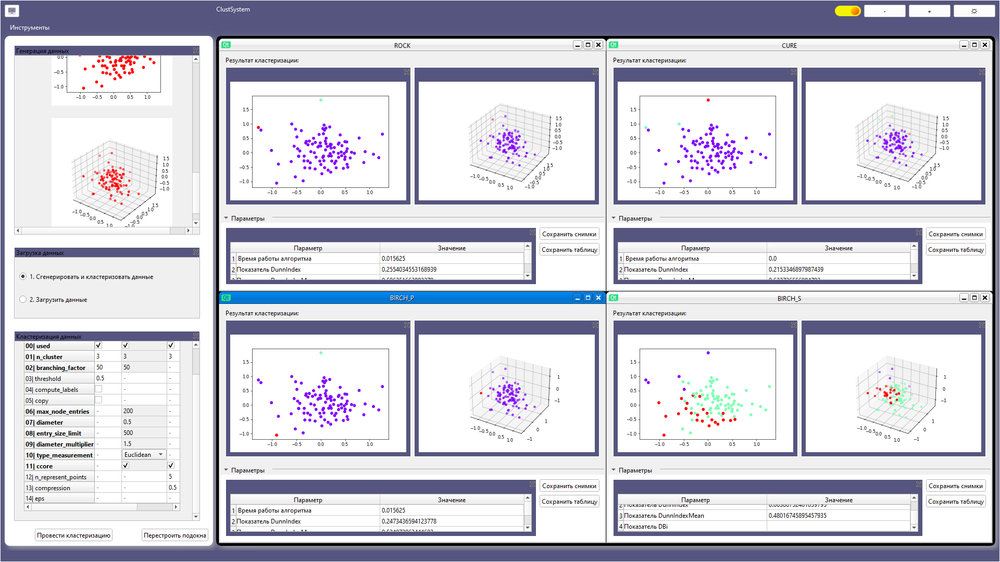 ClustSystem
- + ☼
Инструменты
Генерация данных
0.0
−0.5
−1.0
−1.0 −0.5 0.0 0.5 1.0
1.5
1.0
0.5
0.0
−0.5
−1.0
−1.0 −0.5 0.0 0.5 1.0
−1.0 −0.5 0.0 0.5 1.0 1.5
Загрузка данных
1. Сгенерировать и кластеризовать данные
2. Загрузить данные
Кластеризация данных
00| used
01| n_cluster 3 3 3
02| branching_factor 50 50 -
03| threshold 0.5 - -
04| compute_labels - -
05| copy - -
06| max_node_entries - 200 -
07| diameter - 0.5 -
08| entry_size_limit - 500 -
09| diameter_multiplier - 1.5 -
10| type_measurement - Euclidean -
11| ccore -
12| n_represent_points - - 5
13| compression - - 0.5
14| eps - - -
Провести кластеризацию Перестроить подокна
Qt ROCK
Результат кластеризации:
1.5
1.0
0.5
0.0
−0.5
−1.0
−1.0 −0.5 0.0 0.5 1.0
1.5
1.0
0.5
0.0
−0.5
−1.0
−1.0 −0.5 0.0 0.5 1.0
−1.0 −0.5 0.0 0.5 1.0 1.5
Параметры
Параметр Значение
1 Время работы алгоритма 0.015625
2 Показатель DunnIndex 0.2554034553168939
Сохранить снимки
Сохранить таблицу
Qt CURE
Результат кластеризации:
1.5
1.0
0.5
0.0
−0.5
−1.0
−1.0 −0.5 0.0 0.5 1.0
1.5
1.0
0.5
0.0
−0.5
−1.0
−1.0 −0.5 0.0 0.5 1.0
−1.0 −0.5 0.0 0.5 1.0 1.5
Параметры
Параметр Значение
1 Время работы алгоритма 0.0
2 Показатель DunnIndex 0.2153346897987439
Сохранить снимки
Сохранить таблицу
Qt BIRCH_P
Результат кластеризации:
1.5
1.0
0.5
0.0
−0.5
−1.0
−1.0 −0.5 0.0 0.5 1.0
1
0
−1
−1.0 −0.5 0.0 0.5 1.0
−1 0 1
Параметры
Параметр Значение
1 Время работы алгоритма 0.015625
2 Показатель DunnIndex 0.2473436594123778
Сохранить снимки
Сохранить таблицу
Qt BIRCH_S
Результат кластеризации:
1.5
1.0
0.5
0.0
−0.5
−1.0
−1.0 −0.5 0.0 0.5 1.0
1
0
−1
−1.0 −0.5 0.0 0.5 1.0
−1 0 1
Параметры
Параметр Значение
3 Показатель DunnIndexMean 0.48016745895457935
4 Показатель DBi
Сохранить снимки
Сохранить таблицу